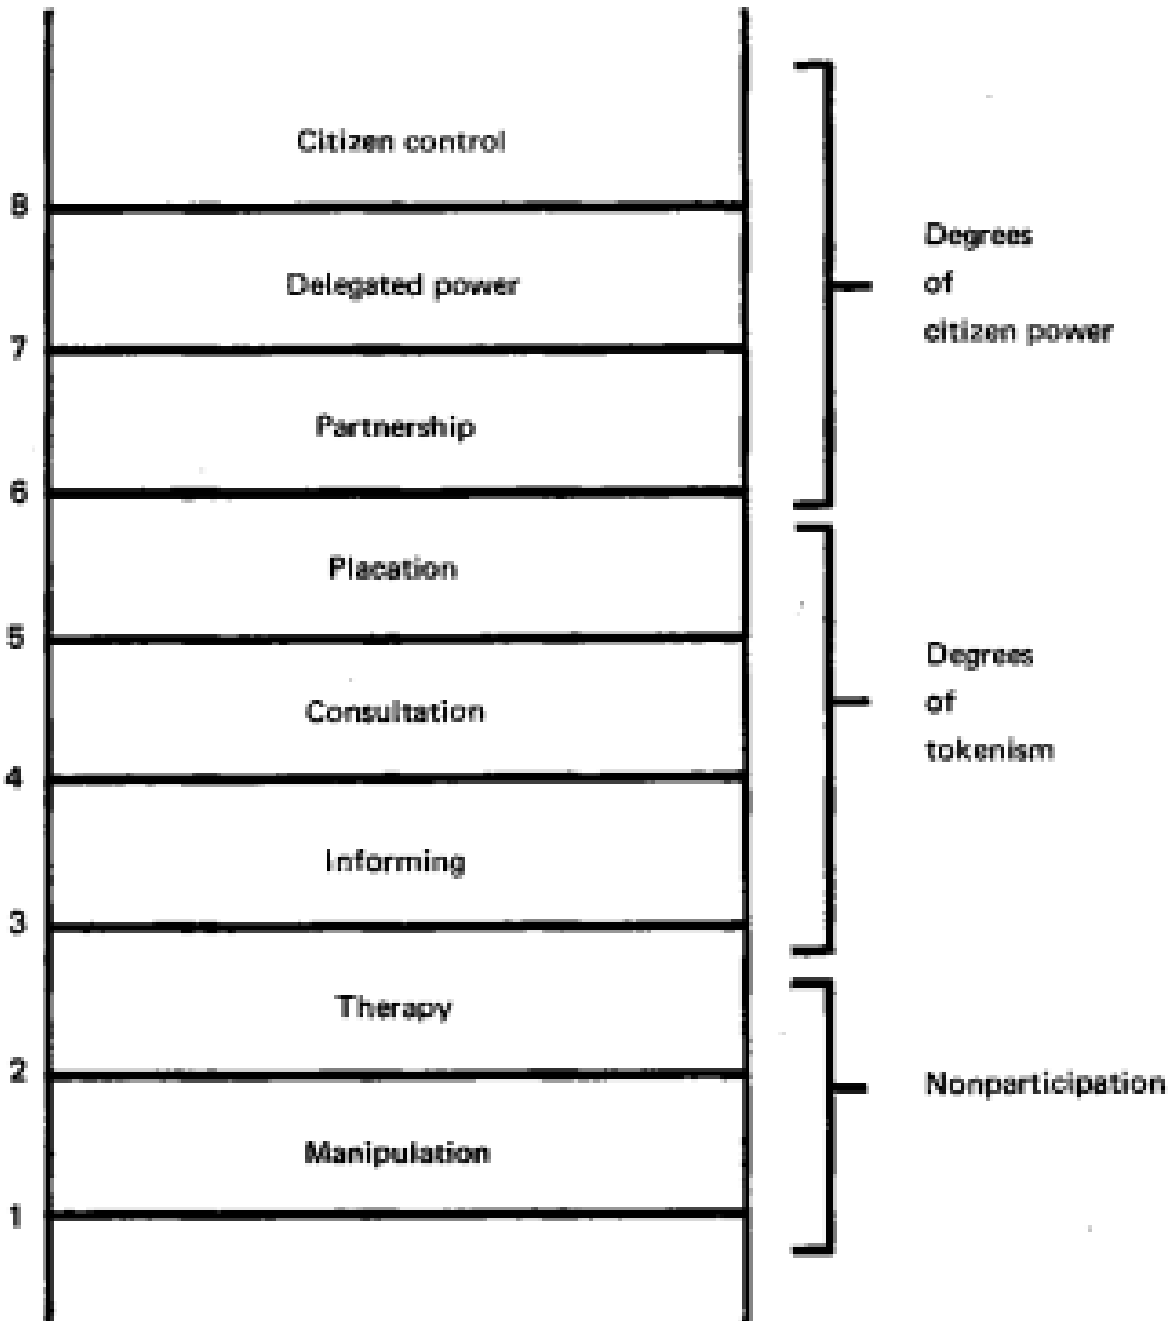 Citizen control
8
Delegated power
7
Partnership
6
Placation
5
Consultation
4
Informing
3
Therapy
2
Manipulation
1
Degrees
of
citizen power
Degrees
of
tokenism
Nonparticipation